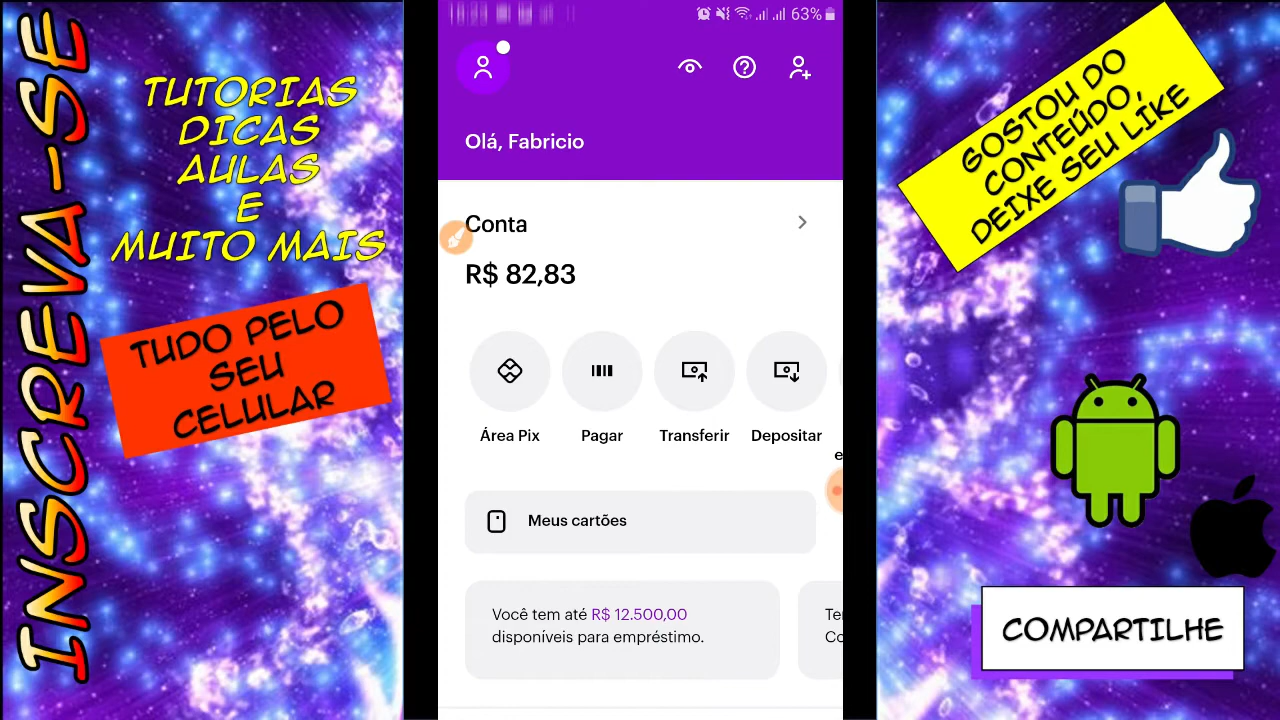 INSCREVA-SE
TUTORIAS
DICAS
AULAS
E
MUITO MAIS
TUDO PELO
SEU
CELULAR
63%
Olá, Fabricio
Conta
R$ 82,83
Área Pix
Pagar
Transferir
Depositar
Meus cartões
Você tem até R$ 12.500,00
disponíveis para empréstimo.
GOSTOU DO
CONTEÚDO,
DEIXE SEU LIKE
COMPARTILHE